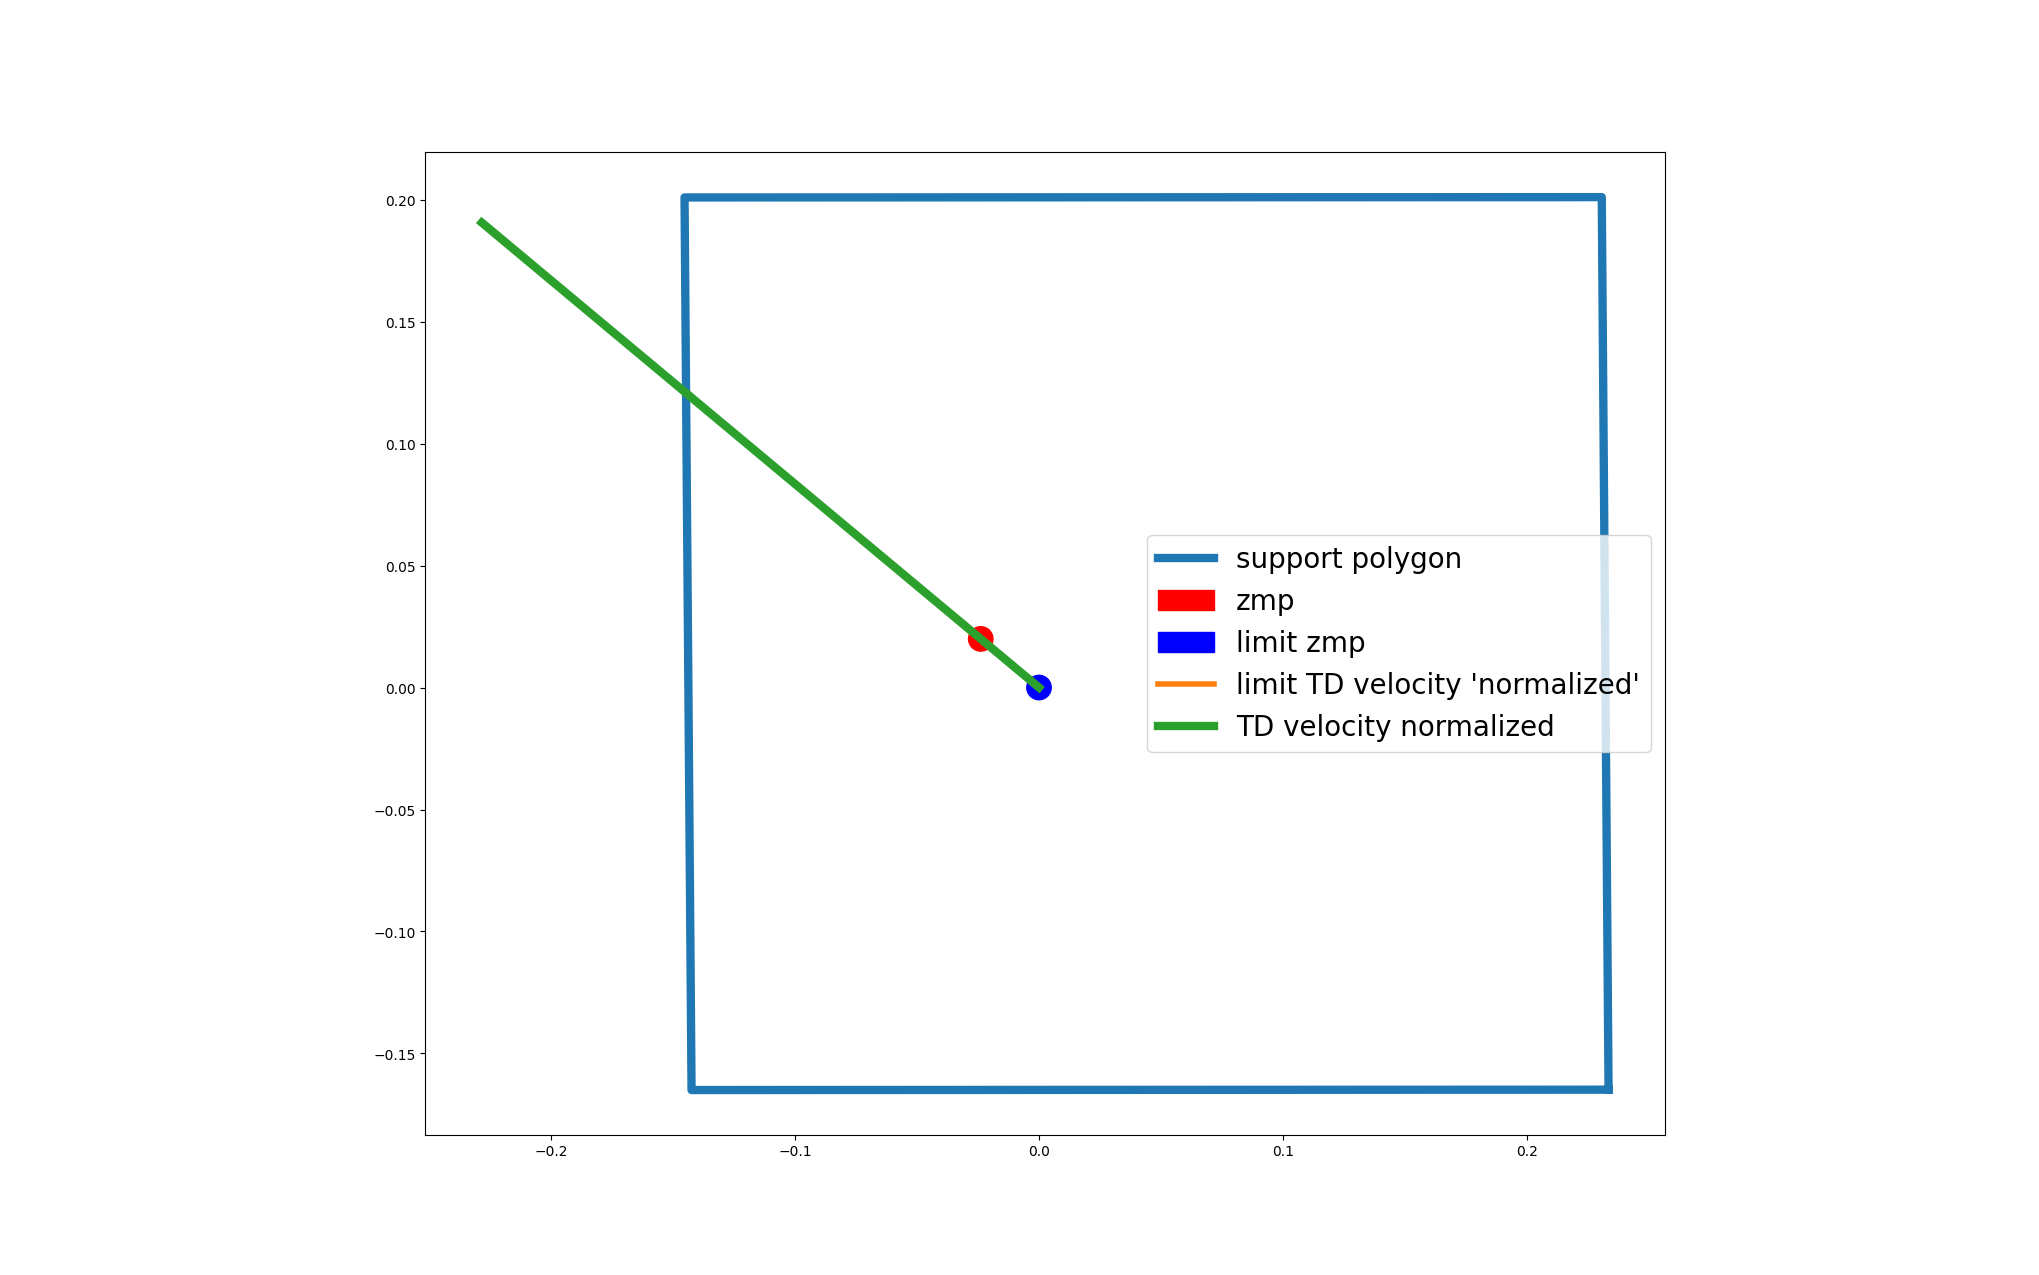 0.20
0.15
0.10
0.05
0.00
−0.05
−0.10
−0.15
support polygon
zmp
limit zmp
limit TD velocity 'normalized'
TD velocity normalized
−0.2
−0.1
0.0
0.1
0.2